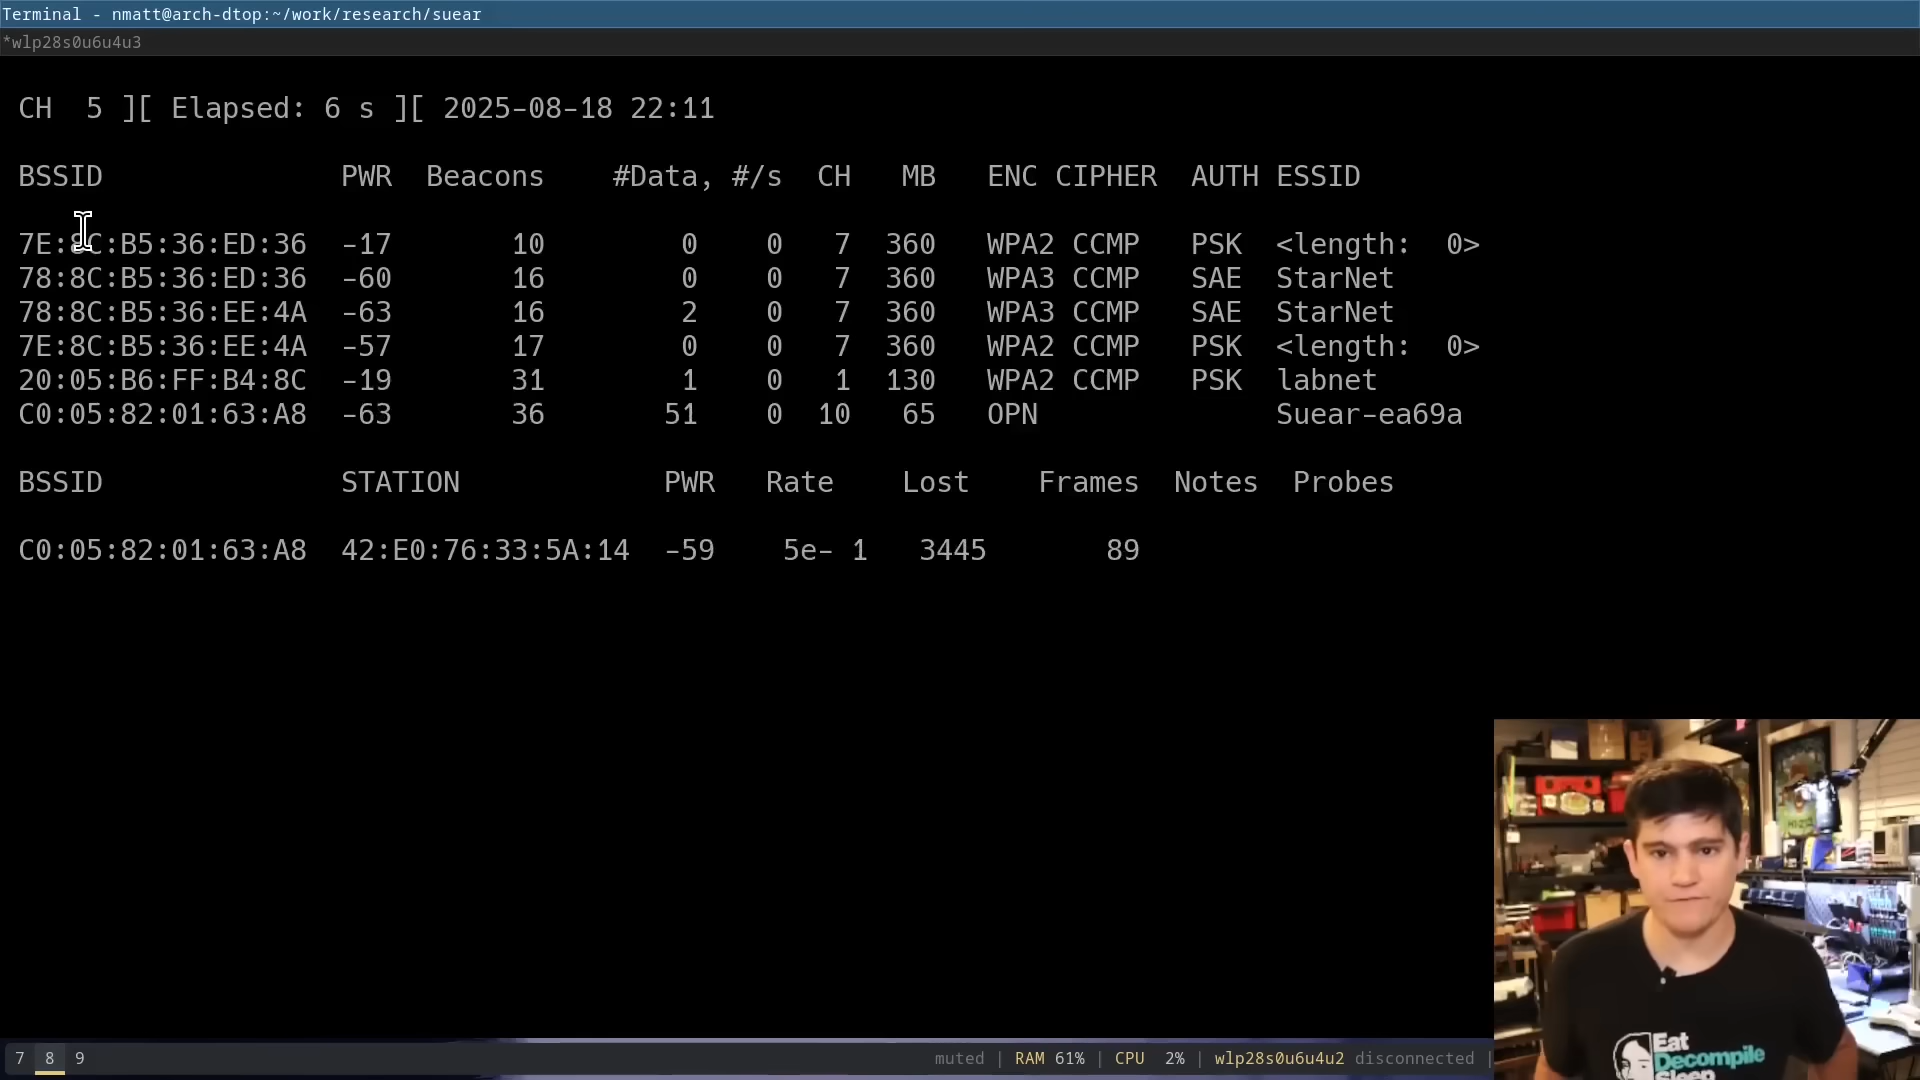 Terminal - nmatt@arch-dtop:~/work/research/suear
*wlp28s0u6u4u3
CH  5 ][ Elapsed: 6 s ][ 2025-08-18 22:11
BSSID              PWR  Beacons    #Data, #/s  CH   MB   ENC CIPHER  AUTH ESSID
7E:8C:B5:36:ED:36  -17       10        0    0   7  360   WPA2 CCMP   PSK  <length:  0>
78:8C:B5:36:ED:36  -60       16        0    0   7  360   WPA3 CCMP   SAE  StarNet
78:8C:B5:36:EE:4A  -63       16        2    0   7  360   WPA3 CCMP   SAE  StarNet
7E:8C:B5:36:EE:4A  -57       17        0    0   7  360   WPA2 CCMP   PSK  <length:  0>
20:05:B6:FF:B4:8C  -19       31        1    0   1  130   WPA2 CCMP   PSK  labnet
C0:05:82:01:63:A8  -63       36       51    0  10   65   OPN              Suear-ea69a
BSSID              STATION            PWR   Rate    Lost    Frames  Notes  Probes
C0:05:82:01:63:A8  42:E0:76:33:5A:14  -59    5e- 1   3445       89
Eat
Decompile
Sleep
7 8 9
muted | RAM 61% | CPU 2% | wlp28s0u6u4u2 disconnected |